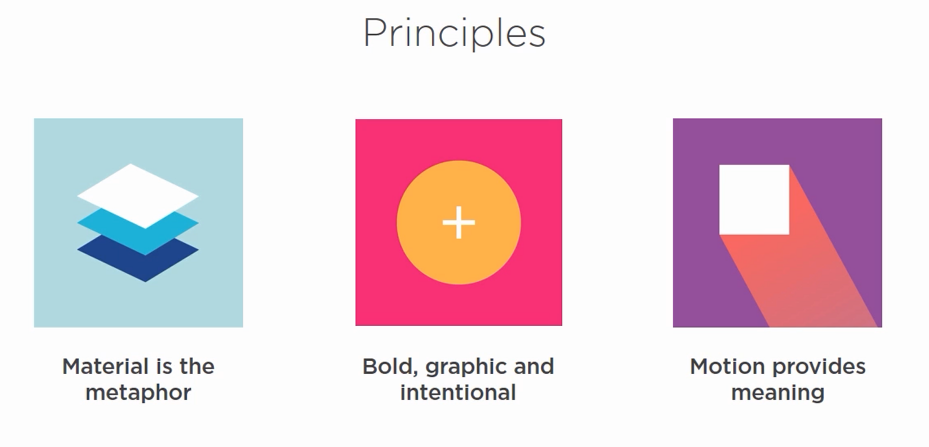 Principles
Material is the
metaphor
Bold, graphic and
intentional
Motion provides
meaning